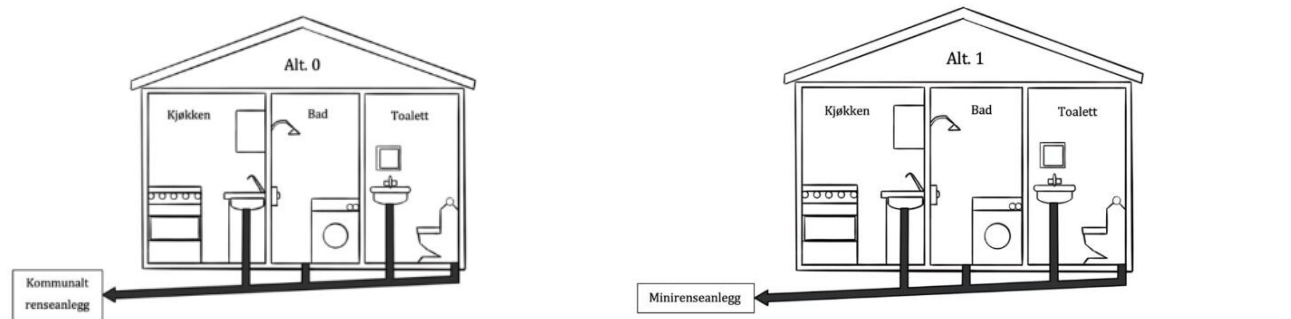 Alt. 0
Kjøkken
Bad
Toalett
Kommunalt
renseanlegg
Alt. 1
Kjøkken
Bad
Toalett
Minirenseanlegg